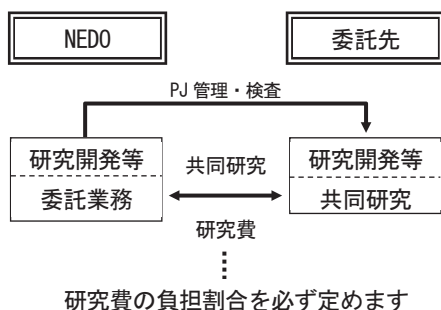 NEDO
委託先
PJ 管理・検査
研究開発等
委託業務
共同研究
研究費
研究開発等
共同研究
研究費の負担割合を必ず定めます